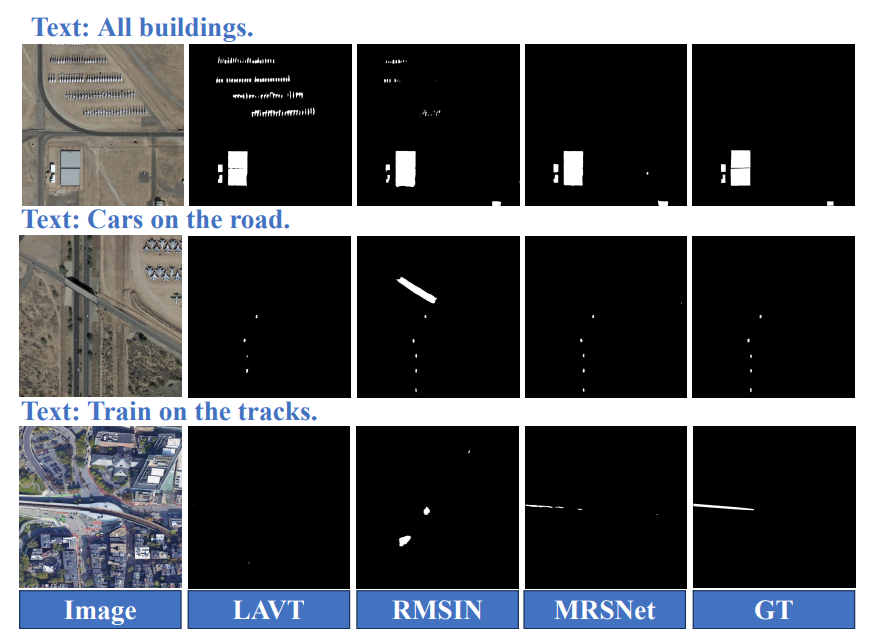 Text: All buildings.
Text: Cars on the road.
Text: Train on the tracks.
Image LAVT RMSIN MRSNet GT